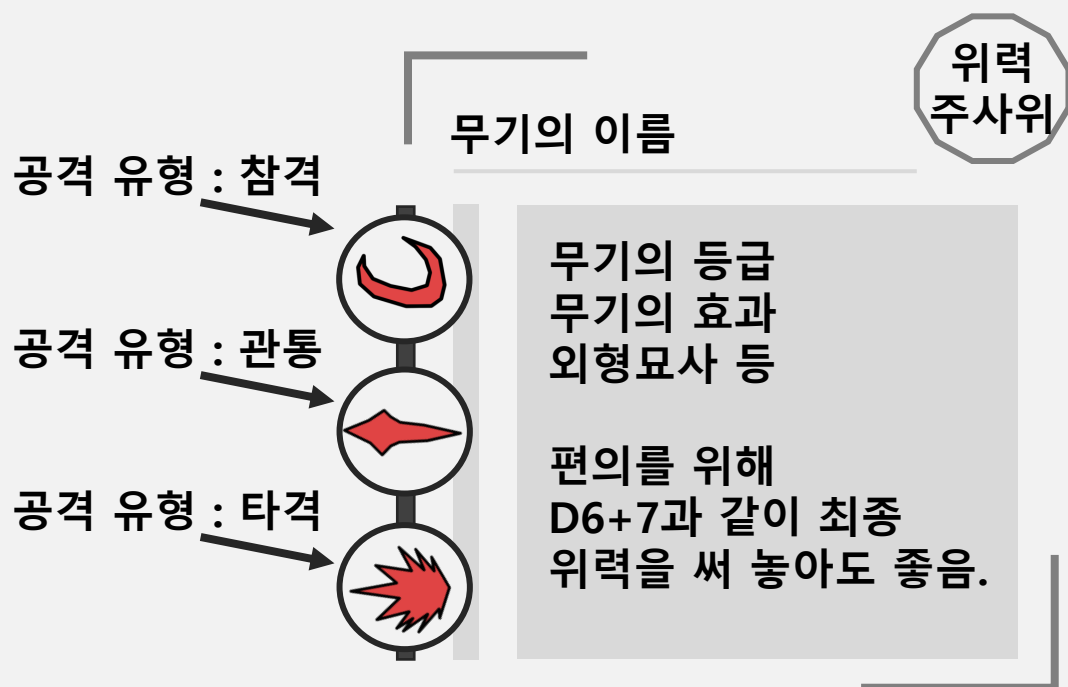 위력
주사위
무기의 이름
공격 유형 : 참격
공격 유형 : 관통
공격 유형 : 타격
무기의 등급
무기의 효과
외형묘사 등
편의를 위해
D6+7과 같이 최종
위력을 써 놓아도 좋음.